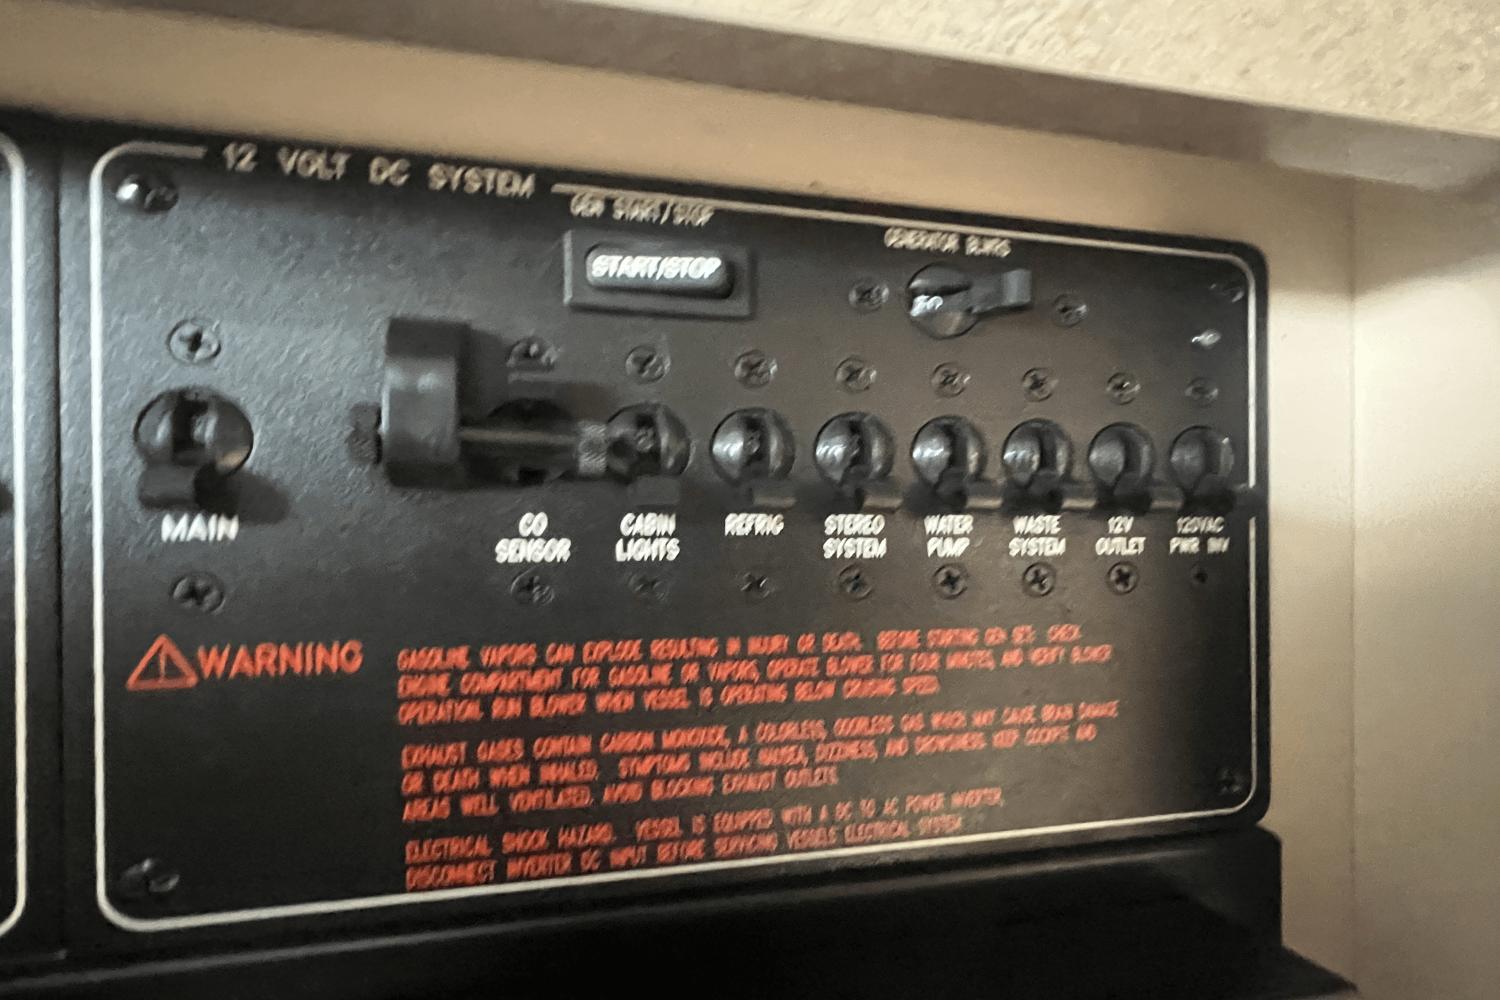 12 VOLT DC SYSTEM
GEN START/STOP
START/STOP
GENERATOR BLWRS
MAIN
CO
SENSOR
CABIN
LIGHTS
REFRIG
STEREO
SYSTEM
WATER
PUMP
WASTE
SYSTEM
12V
OUTLET
120VAC
PWR INV
WARNING
GASOLINE VAPORS CAN EXPLODE RESULTING IN INJURY OR DEATH. BEFORE STARTING GEN SET: CHECK
ENGINE COMPARTMENT FOR GASOLINE OR VAPORS, OPERATE BLOWER FOR FOUR MINUTES, AND VERIFY BLOWER
OPERATION. RUN BLOWER WHEN VESSEL IS OPERATING BELOW CRUISING SPEED.
EXHAUST GASES CONTAIN CARBON MONOXIDE, A COLORLESS, ODORLESS GAS WHICH MAY CAUSE BRAIN DAMAGE
OR DEATH WHEN INHALED. SYMPTOMS INCLUDE NAUSEA, DIZZINESS, AND DROWSINESS. KEEP COCKPIT AND
AREAS WELL VENTILATED. AVOID BLOCKING EXHAUST OUTLETS.
ELECTRICAL SHOCK HAZARD. VESSEL IS EQUIPPED WITH A DC TO AC POWER INVERTER,
DISCONNECT INVERTER DC INPUT BEFORE SERVICING VESSELS ELECTRICAL SYSTEM.